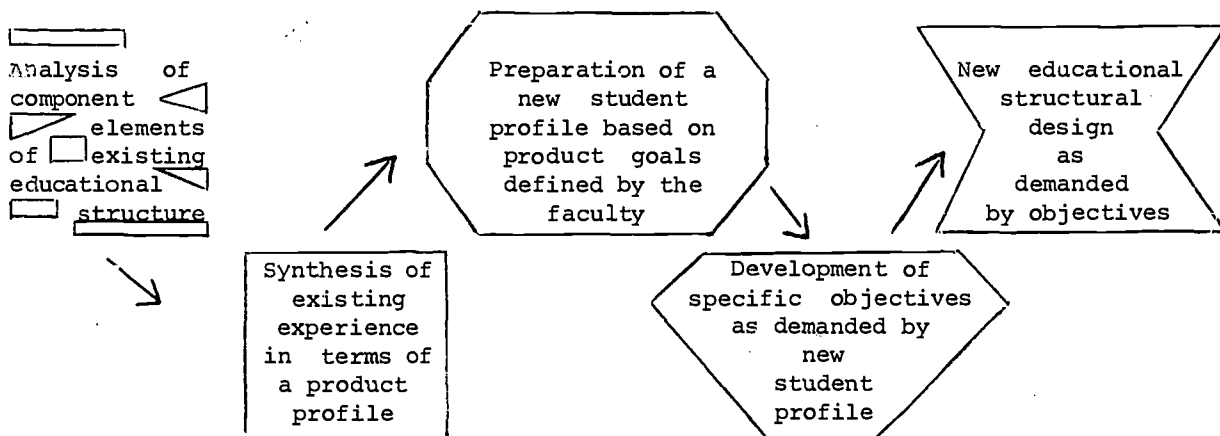 Analysis of
component
elements
of existing
educational
structure
Synthesis of
existing
experience
in terms of
a product
profile
Preparation of a
new student
profile based on
product goals
defined by the
faculty
Development of
specific objectives
as demanded by
new
student
profile
New educational
structural
design
as
demanded
by objectives